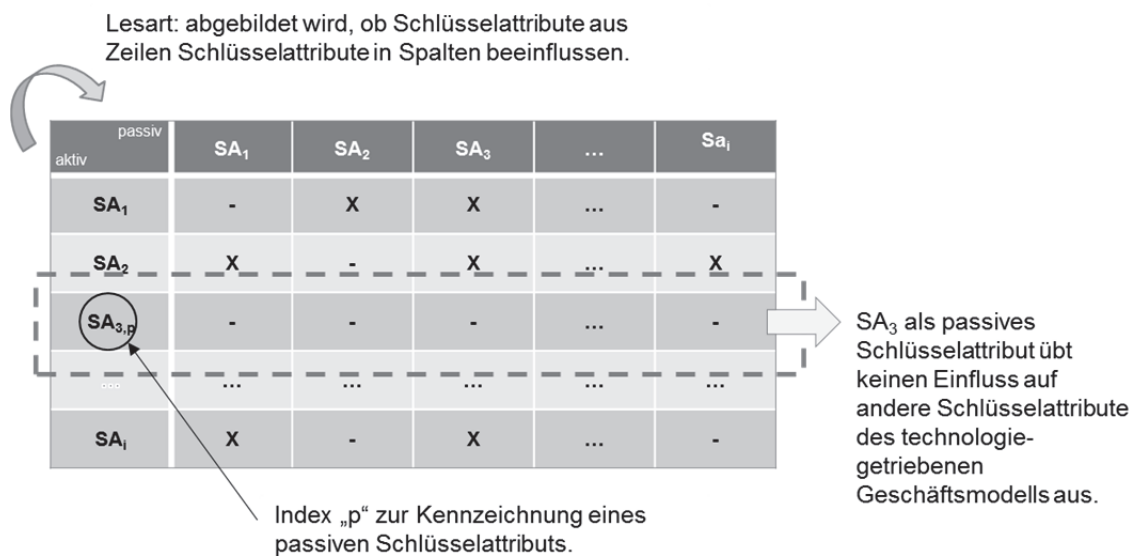 Lesart: abgebildet wird, ob Schlüsselattribute aus
Zeilen Schlüsselattribute in Spalten beeinflussen.
passiv
aktiv
SA1 SA2 SA3 ... Sai
SA1 - X X ... -
SA2 X - X ... X
SA3,p - - - ... -
... ... ... ... ... ...
SAi X - X ... -
SA3 als passives
Schlüsselattribut übt
keinen Einfluss auf
andere Schlüsselattribute
des technologie-
getriebenen
Geschäftsmodells aus.
Index „p“ zur Kennzeichnung eines
passiven Schlüsselattributs.